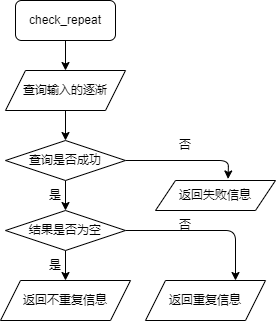 check_repeat
查询输入的逐渐
查询是否成功
否
返回失败信息
是
结果是否为空
否
是
返回不重复信息
返回重复信息